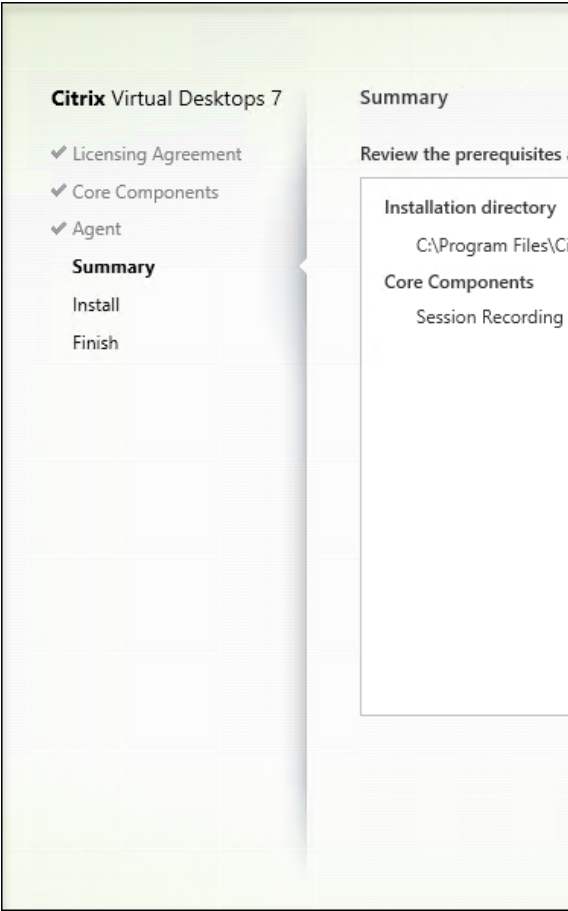 Citrix Virtual Desktops 7
Licensing Agreement
Core Components
Agent
Summary
Install
Finish
Summary
Review the prerequisites
Installation directory
C:\Program Files\Ci
Core Components
Session Recording